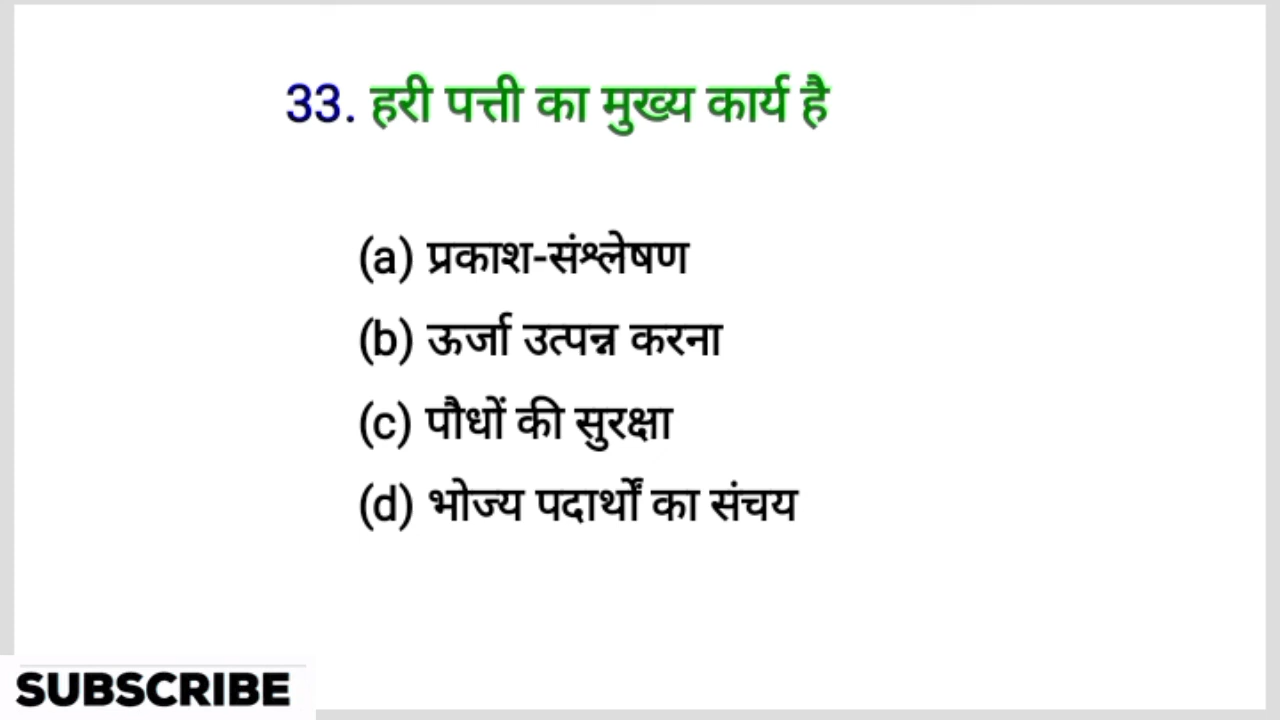 33. हरी पत्ती का मुख्य कार्य है
(a) प्रकाश-संश्लेषण
(b) ऊर्जा उत्पन्न करना
(c) पौधों की सुरक्षा
(d) भोज्य पदार्थों का संचय
SUBSCRIBE